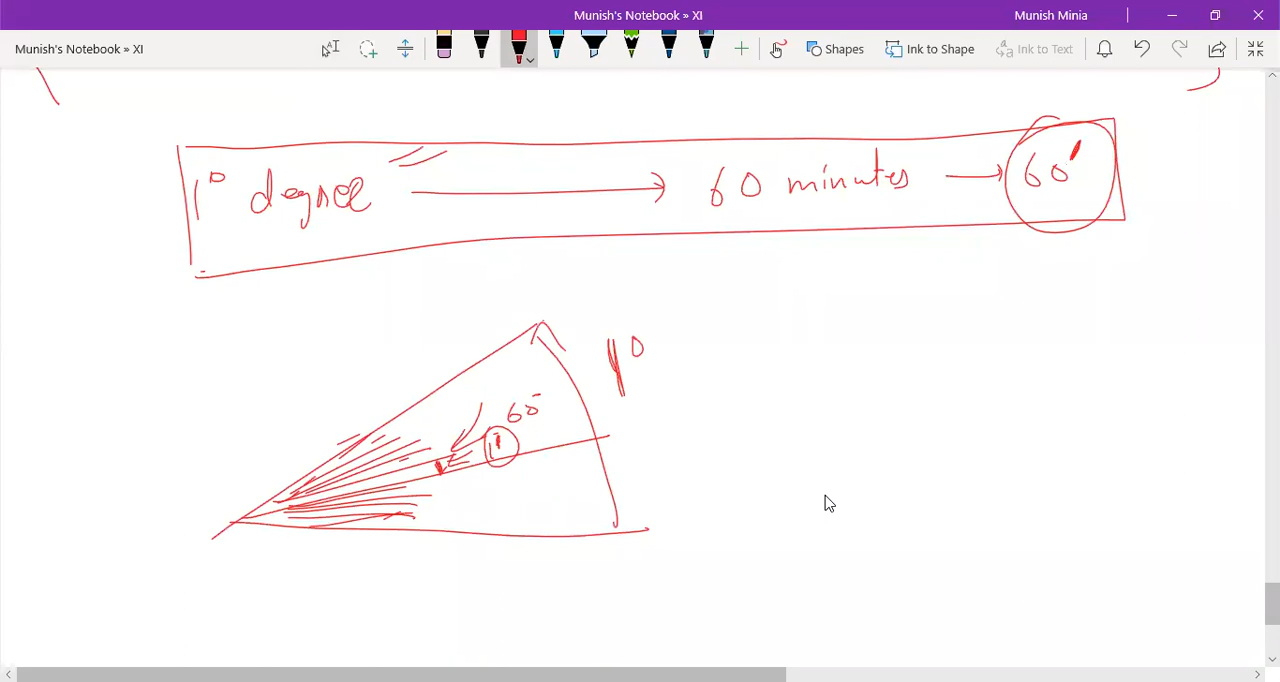 Munish's Notebook » XI
Munish Minia
Munish's Notebook » XI
Shapes
Ink to Shape
Ink to Text
1° degree → 60 minutes → 60'
1°
60'
1'